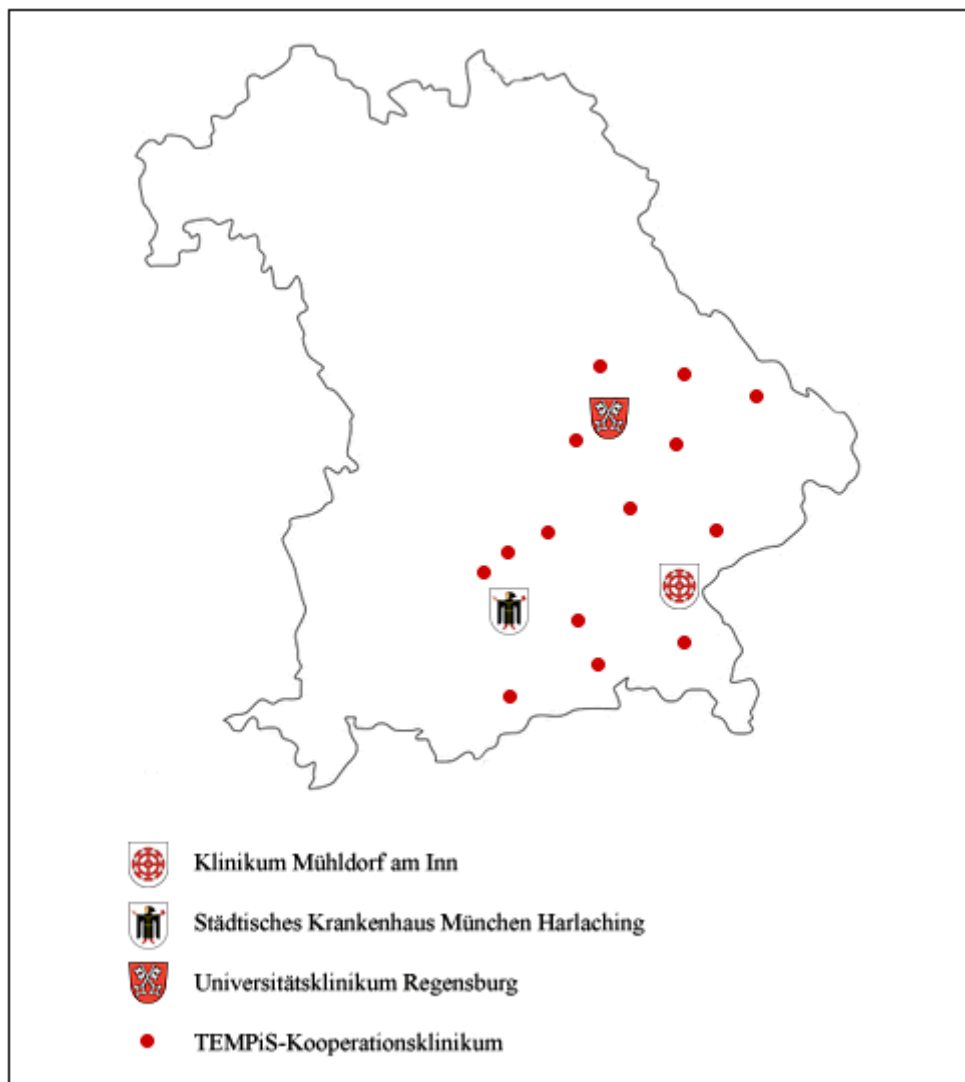 Klinikum Mühldorf am Inn
Städtisches Krankenhaus München Harlaching
Universitätsklinikum Regensburg
TEMPiS-Kooperationsklinikum